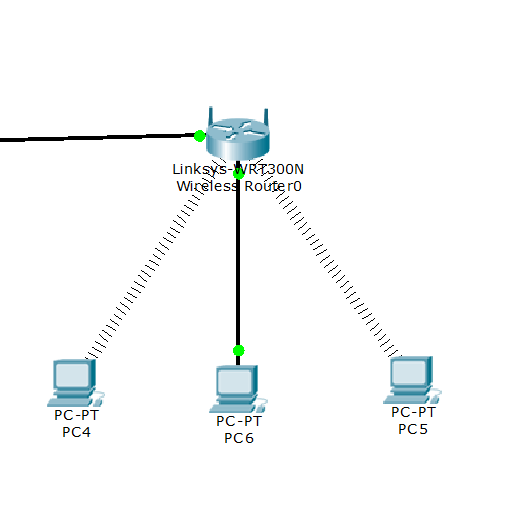 Linksys-WRT300N
Wireless Router0
PC-PT
PC4
PC-PT
PC6
PC-PT
PC5